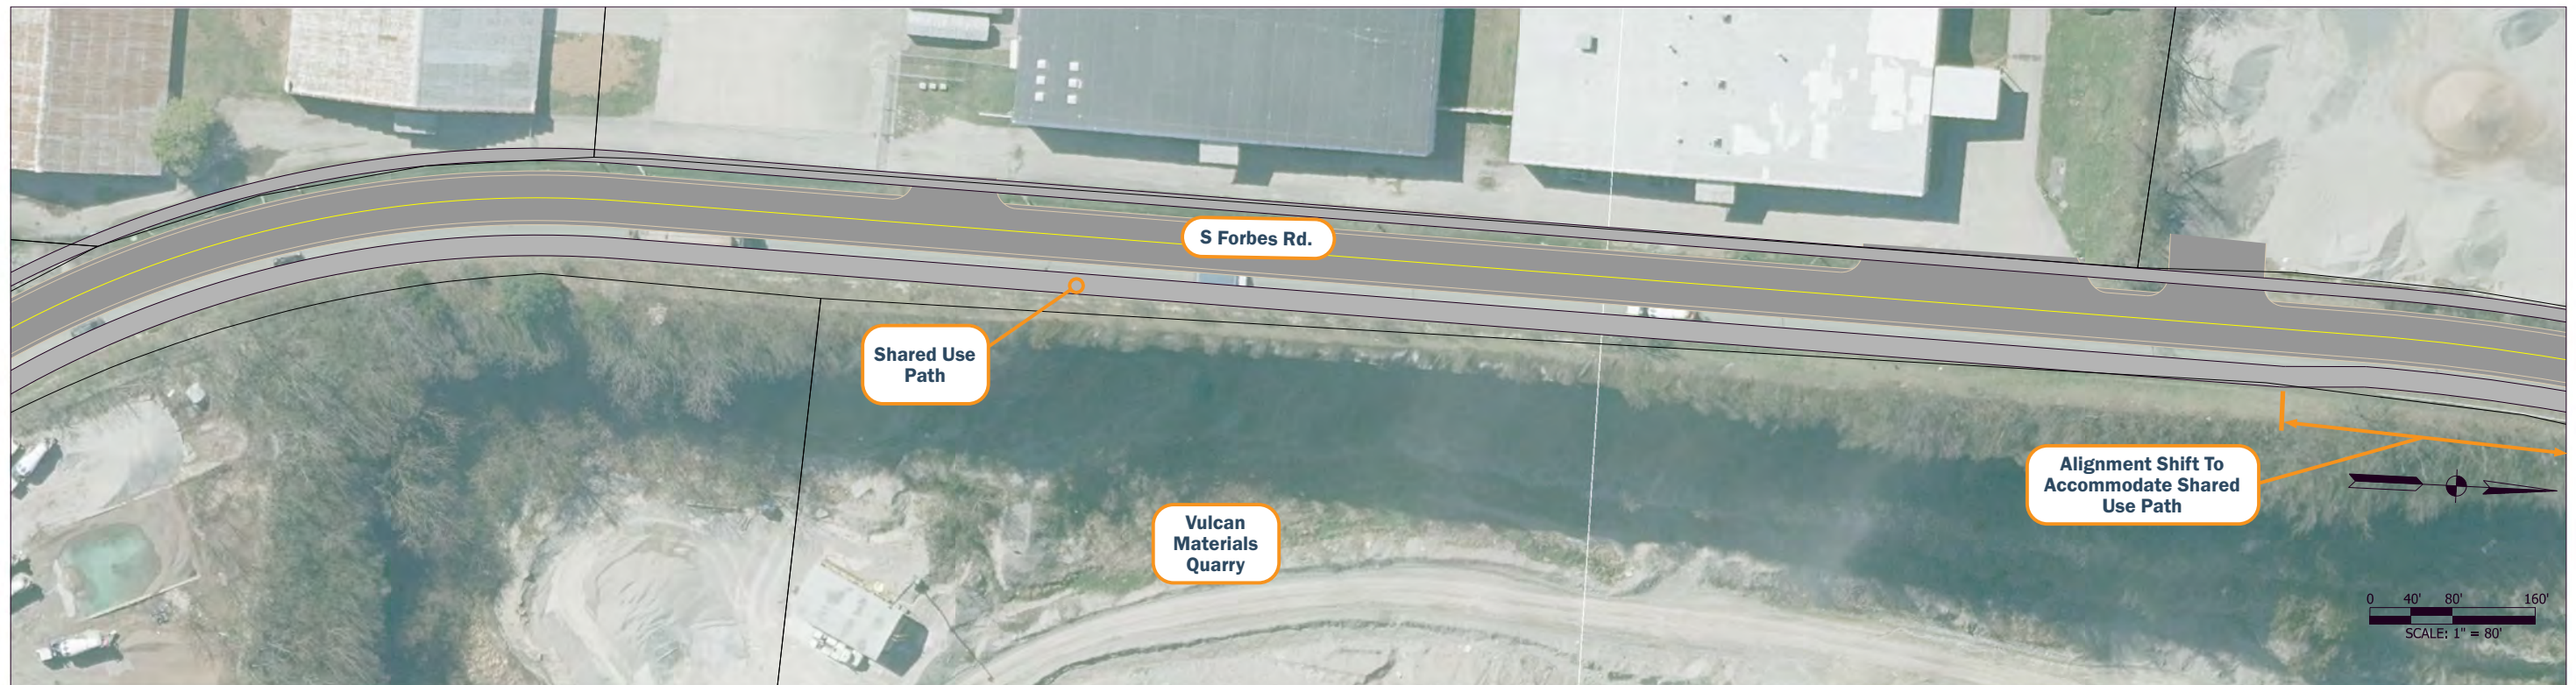 S Forbes Rd.
Shared Use
Path
Alignment Shift To
Accommodate Shared
Use Path
Vulcan
Materials
Quarry
0 40' 80' 160'
SCALE: 1" = 80'